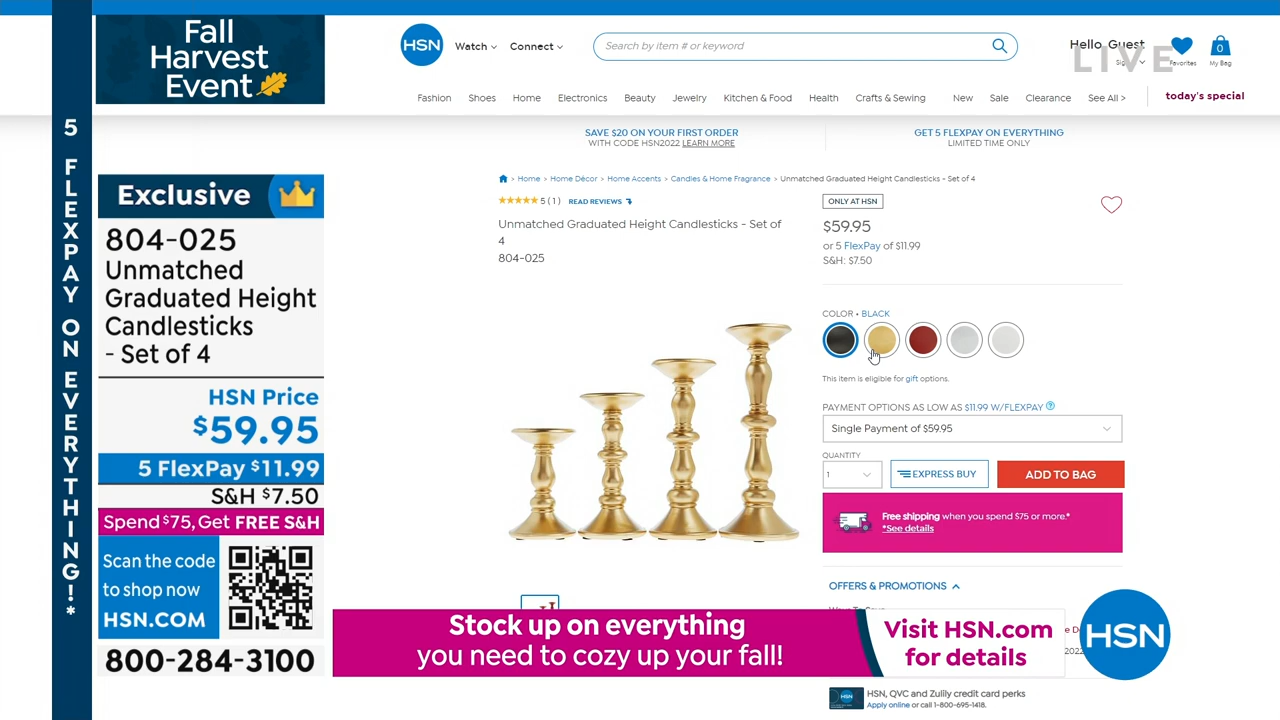 Fall
Harvest
Event
5 FLEXPAY ON EVERYTHING!*
Exclusive
804-025
Unmatched
Graduated Height
Candlesticks
- Set of 4
HSN Price
$59.95
5 FlexPay $11.99
S&H $7.50
Spend $75, Get FREE S&H
Scan the code
to shop now
HSN.COM
800-284-3100
HSN
Watch
Connect
Search by item # or keyword
Hello, Guest
LIVE
Favorites
0
My Bag
Fashion Shoes Home Electronics Beauty Jewelry Kitchen & Food Health Crafts & Sewing New Sale Clearance See All > today's special
SAVE $20 ON YOUR FIRST ORDER
WITH CODE HSN2022 LEARN MORE
GET 5 FLEXPAY ON EVERYTHING
LIMITED TIME ONLY
> Home > Home Décor > Home Accents > Candles & Home Fragrance > Unmatched Graduated Height Candlesticks - Set of 4
5 (1) READ REVIEWS
Unmatched Graduated Height Candlesticks - Set of
4
804-025
ONLY AT HSN
$59.95
or 5 FlexPay of $11.99
S&H: $7.50
COLOR • BLACK
This item is eligible for gift options.
PAYMENT OPTIONS AS LOW AS $11.99 W/FLEXPAY
Single Payment of $59.95
QUANTITY
1
EXPRESS BUY
ADD TO BAG
Free shipping when you spend $75 or more.*
*See details
OFFERS & PROMOTIONS
Stock up on everything
you need to cozy up your fall!
Visit HSN.com
for details
HSN
HSN, QVC and Zulily credit card perks
Apply online or call 1-800-695-1418.